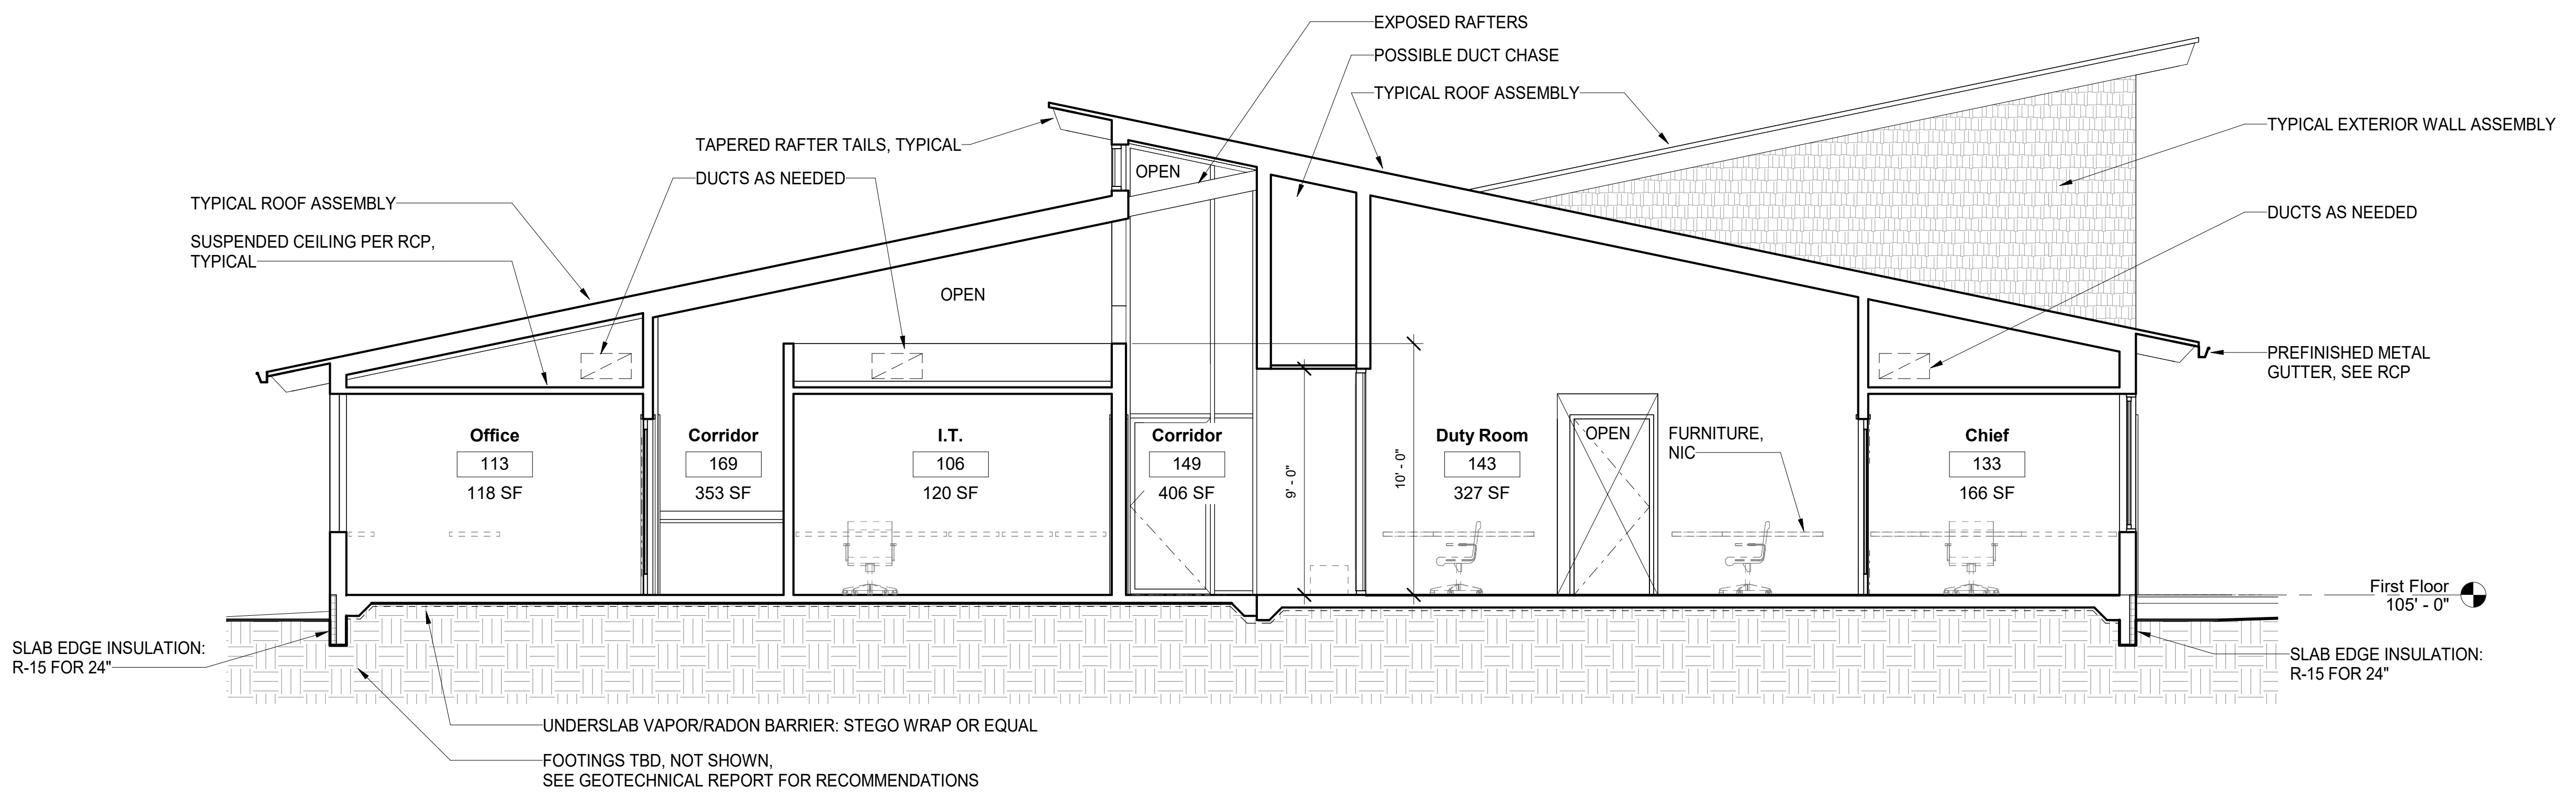 EXPOSED RAFTERS
POSSIBLE DUCT CHASE
TYPICAL ROOF ASSEMBLY
TYPICAL EXTERIOR WALL ASSEMBLY
TAPERED RAFTER TAILS, TYPICAL
OPEN
DUCTS AS NEEDED
TYPICAL ROOF ASSEMBLY
DUCTS AS NEEDED
SUSPENDED CEILING PER RCP,
TYPICAL
OPEN
PREFINISHED METAL
GUTTER, SEE RCP
Office
113
118 SF
Corridor
169
353 SF
I.T.
106
120 SF
Corridor
149
406 SF
9' - 0"
10' - 0"
Duty Room
143
327 SF
OPEN
FURNITURE,
NIC
Chief
133
166 SF
First Floor
105' - 0"
SLAB EDGE INSULATION:
R-15 FOR 24"
SLAB EDGE INSULATION:
R-15 FOR 24"
UNDERSLAB VAPOR/RADON BARRIER: STEGO WRAP OR EQUAL
FOOTINGS TBD, NOT SHOWN,
SEE GEOTECHNICAL REPORT FOR RECOMMENDATIONS